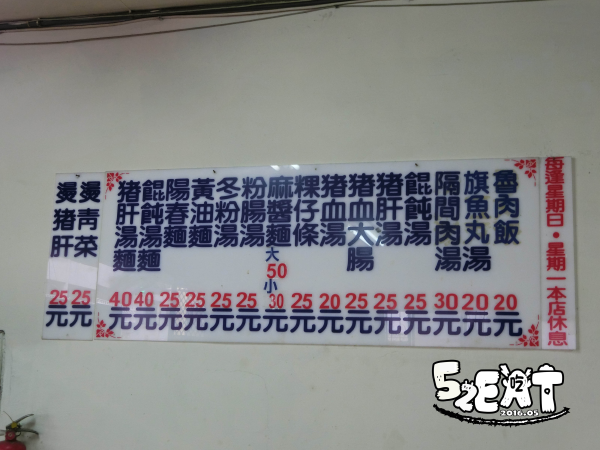 每逢星期日·星期一本店休息
魯肉飯 20元
旗魚丸湯 20元
隔間肉湯 30元
餛飩湯 25元
猪肝湯 25元
猪血大腸 25元
猪血湯 20元
粿仔條 25元
麻醬麵 大50 小30元
粉腸湯 25元
冬粉湯 25元
黃油麵 25元
陽春麵 25元
餛飩湯麵 40元
猪肝湯麵 40元
燙青菜 25元
燙猪肝 25元
52EAT
2016.05